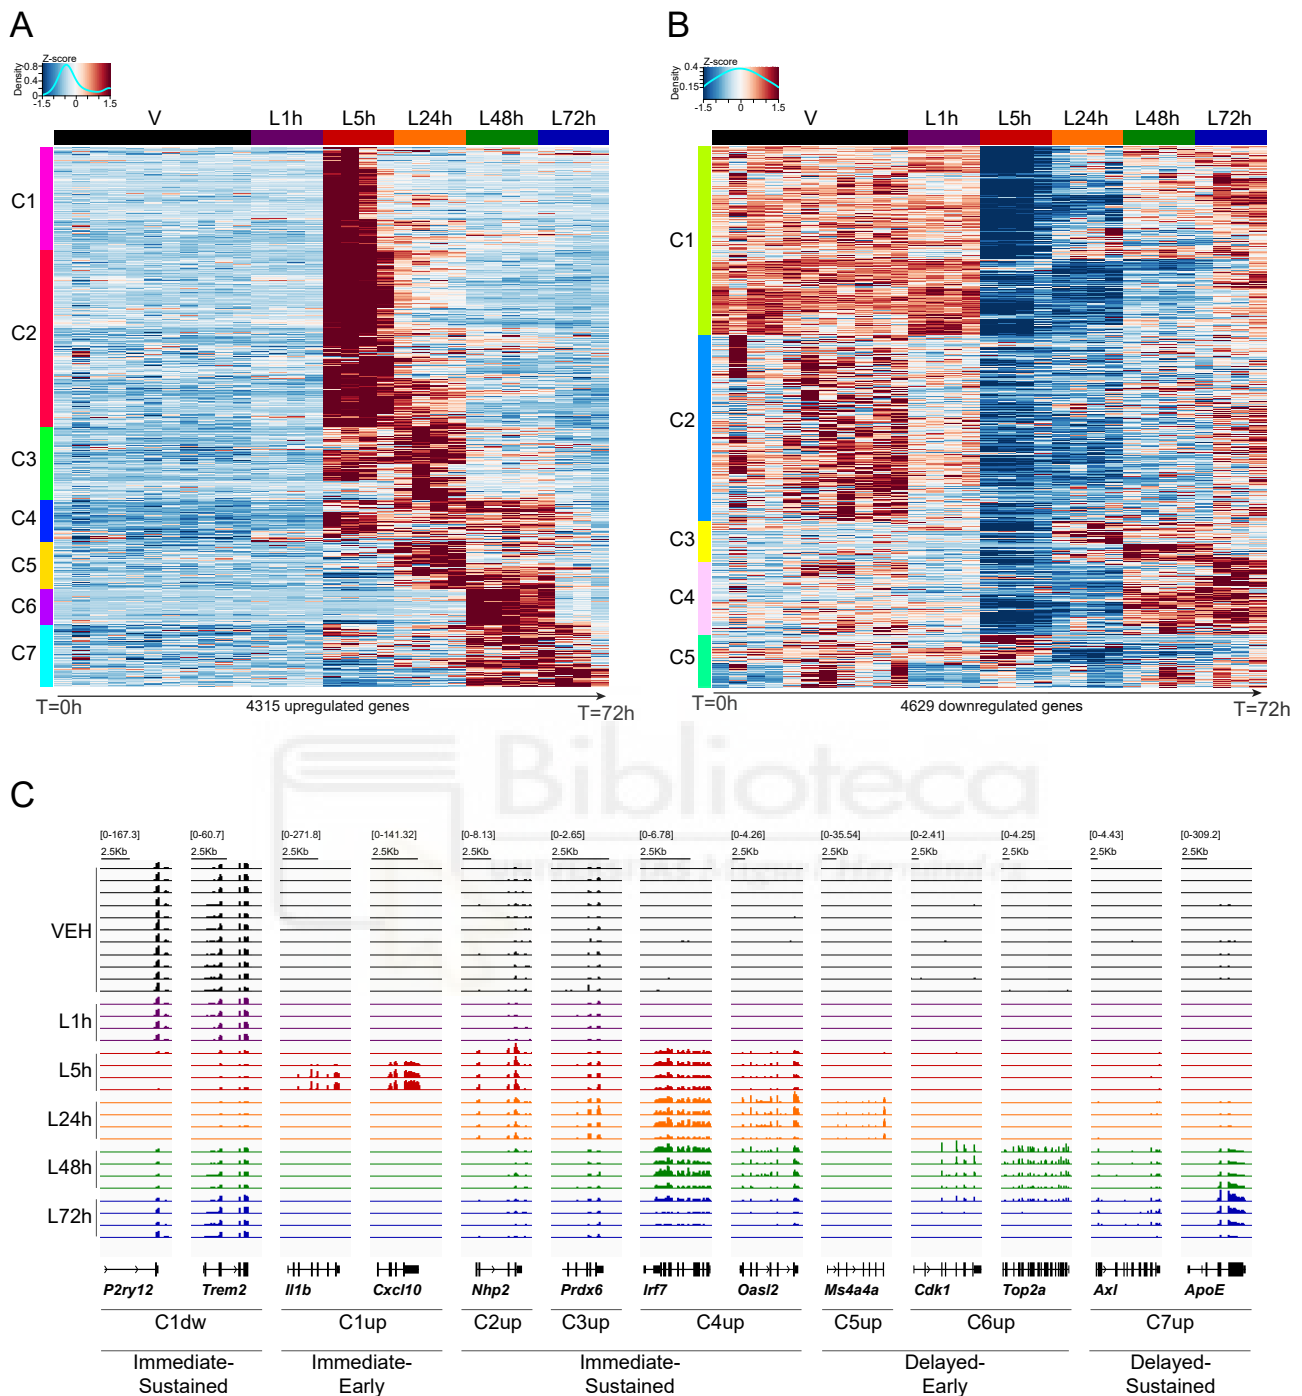 A
B
Z-score
Density
0.8
0.4
0
-1.5 0 1.5
Z-score
Density
0.4
0.15
-1.5 0 1.5
V L1h L5h L24h L48h L72h
V L1h L5h L24h L48h L72h
C1
C2
C3
C4
C5
C6
C7
C1
C2
C3
C4
C5
T=0h 4315 upregulated genes T=72h
T=0h 4629 downregulated genes T=72h
Biblioteca
UNIVERSITAS Miguel Hernández
C
[0-167.3] [0-60.7] [0-271.8] [0-141.32] [0-8.13] [0-2.65] [0-6.78] [0-4.26] [0-35.54] [0-2.41] [0-4.25] [0-4.43] [0-309.2]
2.5Kb 2.5Kb 2.5Kb 2.5Kb 2.5Kb 2.5Kb 2.5Kb 2.5Kb 2.5Kb 2.5Kb 2.5Kb 2.5Kb 2.5Kb
VEH
L1h
L5h
L24h
L48h
L72h
P2ry12 Trem2 Il1b Cxcl10 Nhp2 Prdx6 Irf7 Oasl2 Ms4a4a Cdk1 Top2a Axl ApoE
C1dw C1up C2up C3up C4up C5up C6up C7up
Immediate- Immediate- Immediate- Delayed- Delayed-
Sustained Early Sustained Early Sustained